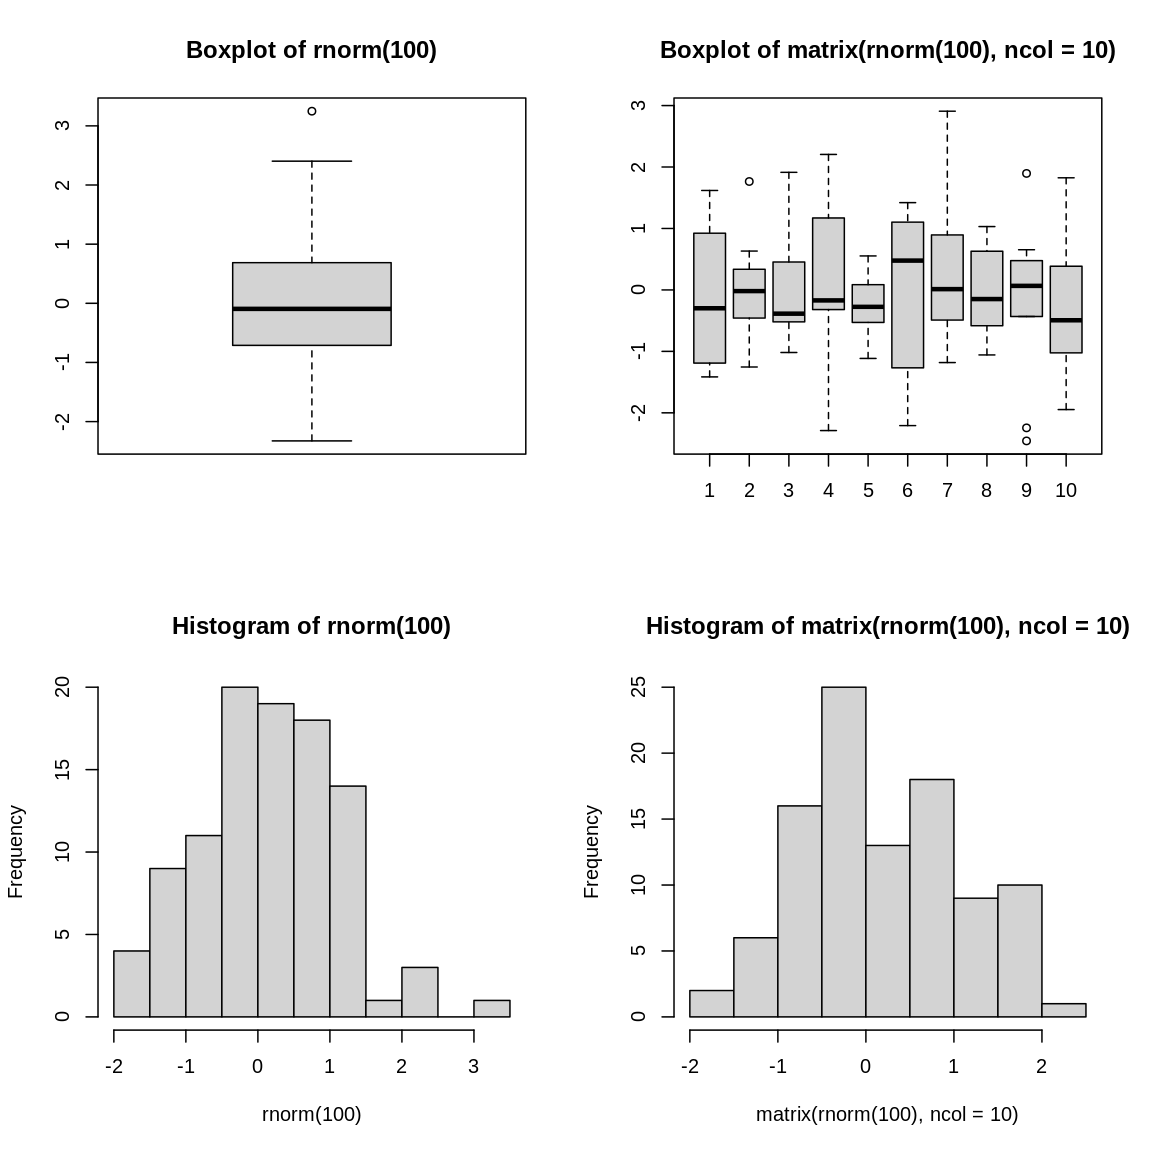 Boxplot of rnorm(100)
3
2
1
0
-1
-2
Boxplot of matrix(rnorm(100), ncol = 10)
3
2
1
0
-1
-2
1 2 3 4 5 6 7 8 9 10
Histogram of rnorm(100)
Frequency
20
15
10
5
0
-2 -1 0 1 2 3
rnorm(100)
Histogram of matrix(rnorm(100), ncol = 10)
Frequency
25
20
15
10
5
0
-2 -1 0 1 2
matrix(rnorm(100), ncol = 10)